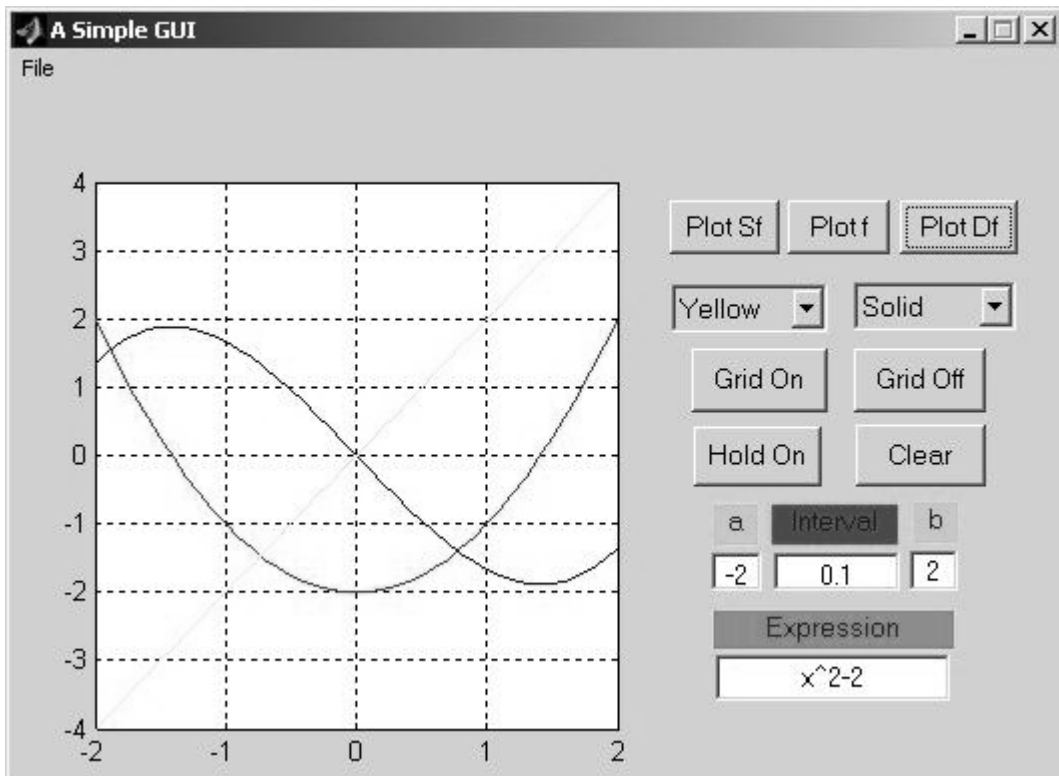 A Simple GUI
File
4
3
2
1
0
-1
-2
-3
-4
-2 -1 0 1 2
Plot Sf Plot f Plot Df
Yellow Solid
Grid On Grid Off
Hold On Clear
a Interval b
-2 0.1 2
Expression
x^2-2